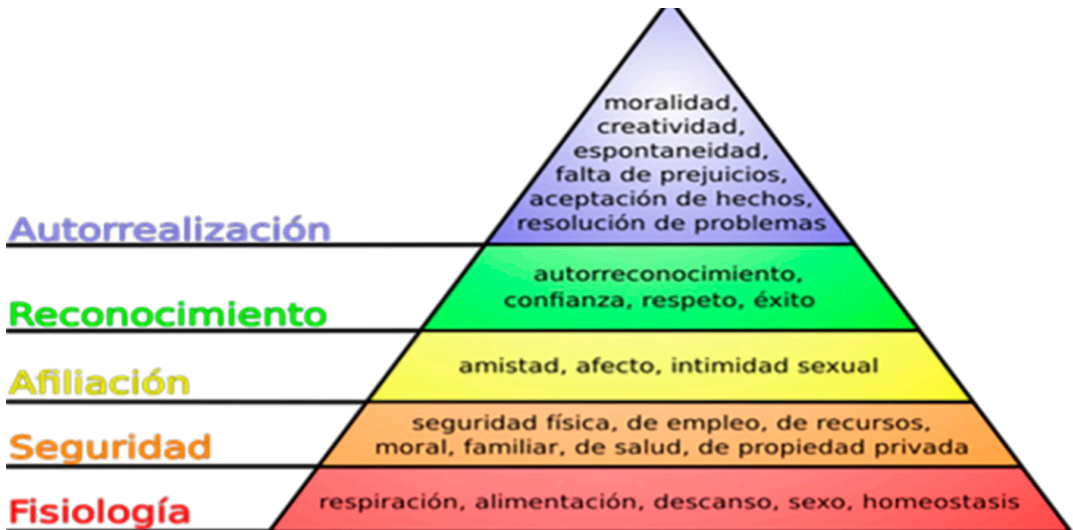 moralidad,
creatividad,
espontaneidad,
falta de prejuicios,
aceptación de hechos,
resolución de problemas
Autorrealización
autorreconocimiento,
confianza, respeto, éxito
Reconocimiento
amistad, afecto, intimidad sexual
Afiliación
seguridad física, de empleo, de recursos,
moral, familiar, de salud, de propiedad privada
Seguridad
respiración, alimentación, descanso, sexo, homeostasis
Fisiología